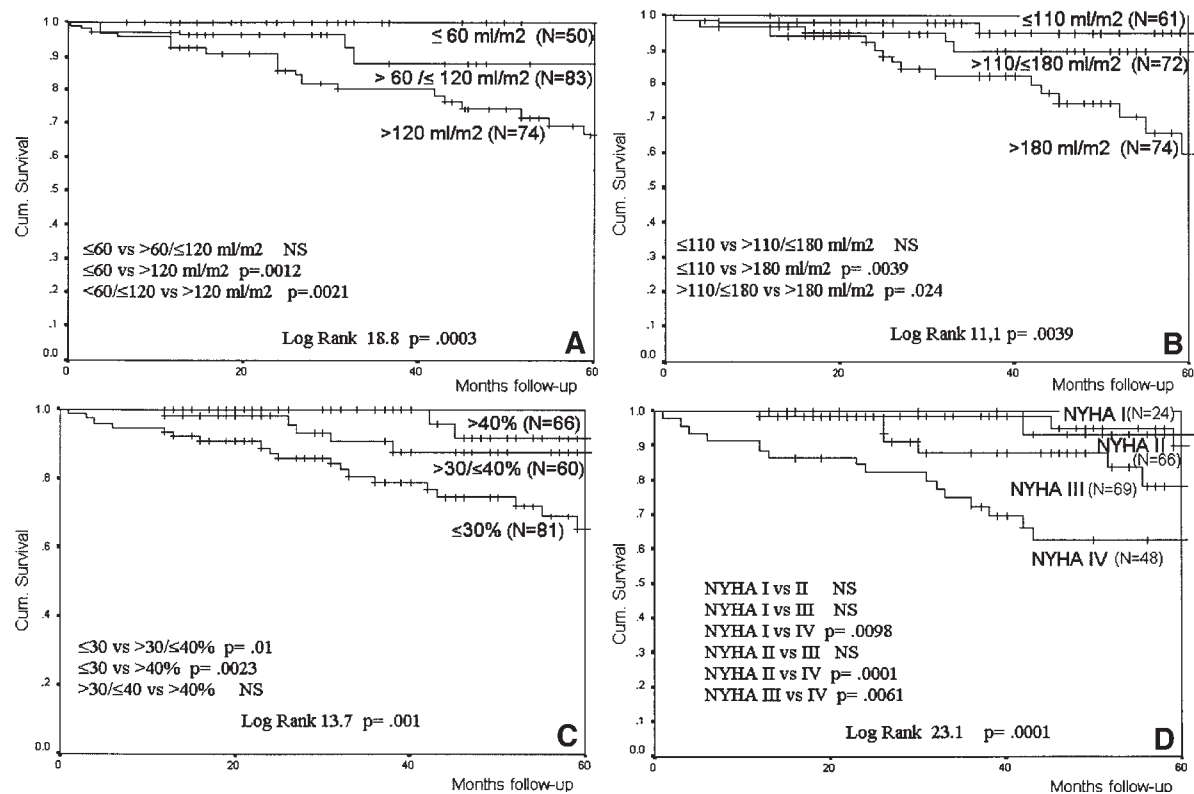 1.0
.9
.8
.7
.6
.5
.4
.3
.2
.1
0.0
Cum. Survival
≤ 60 ml/m2 (N=50)
> 60 /≤ 120 ml/m2 (N=83)
>120 ml/m2 (N=74)
≤60 vs >60/≤120 ml/m2 NS
≤60 vs >120 ml/m2 p=.0012
<60/≤120 vs >120 ml/m2 p=.0021
Log Rank 18.8 p= .0003
A
0 20 40 60
Months follow-up
1.0
.9
.8
.7
.6
.5
.4
.3
.2
.1
0.0
Cum. Survival
≤110 ml/m2 (N=61)
>110/≤180 ml/m2 (N=72)
>180 ml/m2 (N=74)
≤110 vs >110/≤180 ml/m2 NS
≤110 vs >180 ml/m2 p= .0039
>110/≤180 vs >180 ml/m2 p= .024
Log Rank 11,1 p= .0039
B
0 20 40 60
Months follow-up
1.0
.9
.8
.7
.6
.5
.4
.3
.2
.1
0.0
Cum. Survival
>40% (N=66)
>30/≤40% (N=60)
≤30% (N=81)
≤30 vs >30/≤40% p= .01
≤30 vs >40% p= .0023
>30/≤40 vs >40% NS
Log Rank 13.7 p= .001
C
0 20 40 60
Months follow-up
1.0
.9
.8
.7
.6
.5
.4
.3
.2
.1
0.0
Cum. Survival
NYHA I (N=24)
NYHA II
(N=66)
NYHA III (N=69)
NYHA IV (N=48)
NYHA I vs II NS
NYHA I vs III NS
NYHA I vs IV p= .0098
NYHA II vs III NS
NYHA II vs IV p= .0001
NYHA III vs IV p= .0061
Log Rank 23.1 p= .0001
D
0 20 40 60
Months follow-up